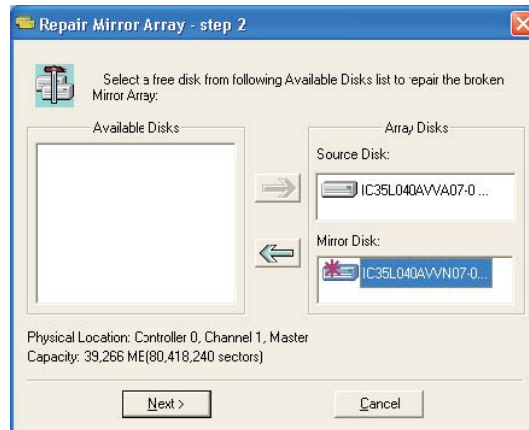 Repair Mirror Array - step 2
Select a free disk from following Available Disks list to repair the broken
Mirror Array:
Available Disks
Array Disks
Source Disk:
IC35L040AVVA07-0 ...
Mirror Disk:
IC35L040AVVN07-0...
Physical Location: Controller 0, Channel 1, Master
Capacity: 39,266 ME(80,418,240 sectors)
Next >
Cancel